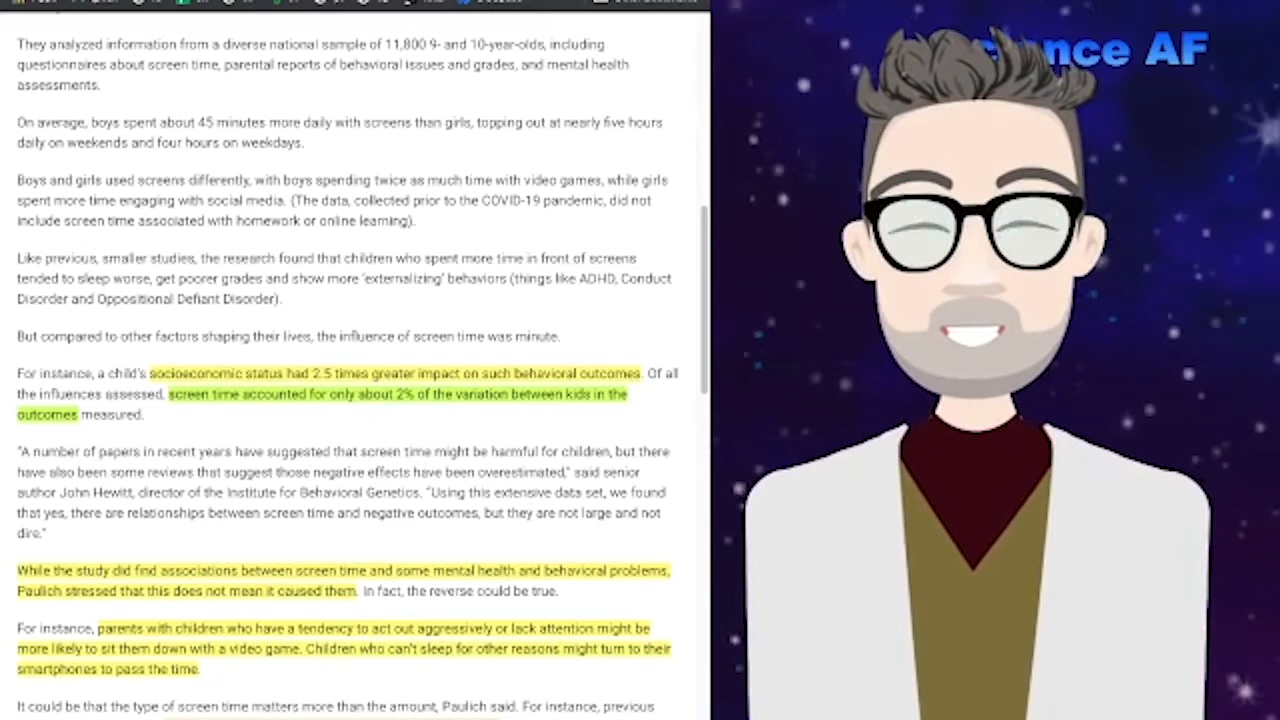 They analyzed information from a diverse national sample of 11,800 9- and 10-year-olds, including
questionnaires about screen time, parental reports of behavioral issues and grades, and mental health
assessments.
On average, boys spent about 45 minutes more daily with screens than girls, topping out at nearly five hours
daily on weekends and four hours on weekdays.
Boys and girls used screens differently, with boys spending twice as much time with video games, while girls
spent more time engaging with social media. (The data, collected prior to the COVID-19 pandemic, did not
include screen time associated with homework or online learning).
Like previous, smaller studies, the research found that children who spent more time in front of screens
tended to sleep worse, get poorer grades and show more 'externalizing' behaviors (things like ADHD, Conduct
Disorder and Oppositional Defiant Disorder).
But compared to other factors shaping their lives, the influence of screen time was minute.
For instance, a child's socioeconomic status had 2.5 times greater impact on such behavioral outcomes. Of all
the influences assessed, screen time accounted for only about 2% of the variation between kids in the
outcomes measured.
"A number of papers in recent years have suggested that screen time might be harmful for children, but there
have also been some reviews that suggest those negative effects have been overestimated," said senior
author John Hewitt, director of the Institute for Behavioral Genetics. "Using this extensive data set, we found
that yes, there are relationships between screen time and negative outcomes, but they are not large and not
dire."
While the study did find associations between screen time and some mental health and behavioral problems,
Paulich stressed that this does not mean it caused them. In fact, the reverse could be true.
For instance, parents with children who have a tendency to act out aggressively or lack attention might be
more likely to sit them down with a video game. Children who can't sleep for other reasons might turn to their
smartphones to pass the time.
It could be that the type of screen time matters more than the amount, Paulich said. For instance, previous
ence AF